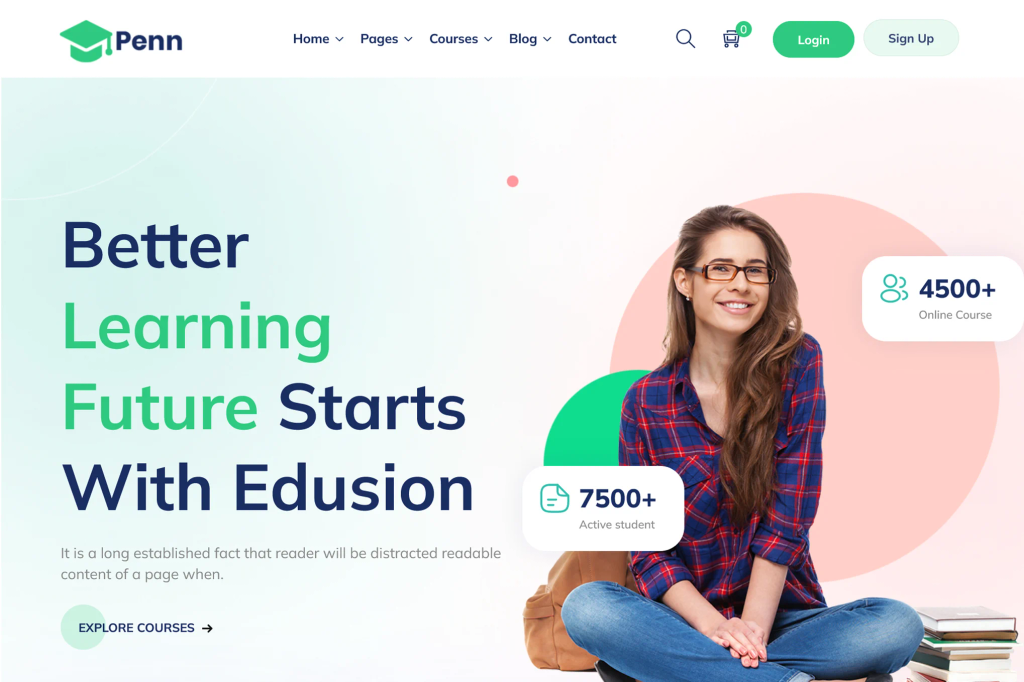 Penn
Home Pages Courses Blog Contact
0
Login
Sign Up
Better
Learning
Future Starts
With Edusion
It is a long established fact that reader will be distracted readable
content of a page when.
EXPLORE COURSES
4500+
Online Course
7500+
Active student